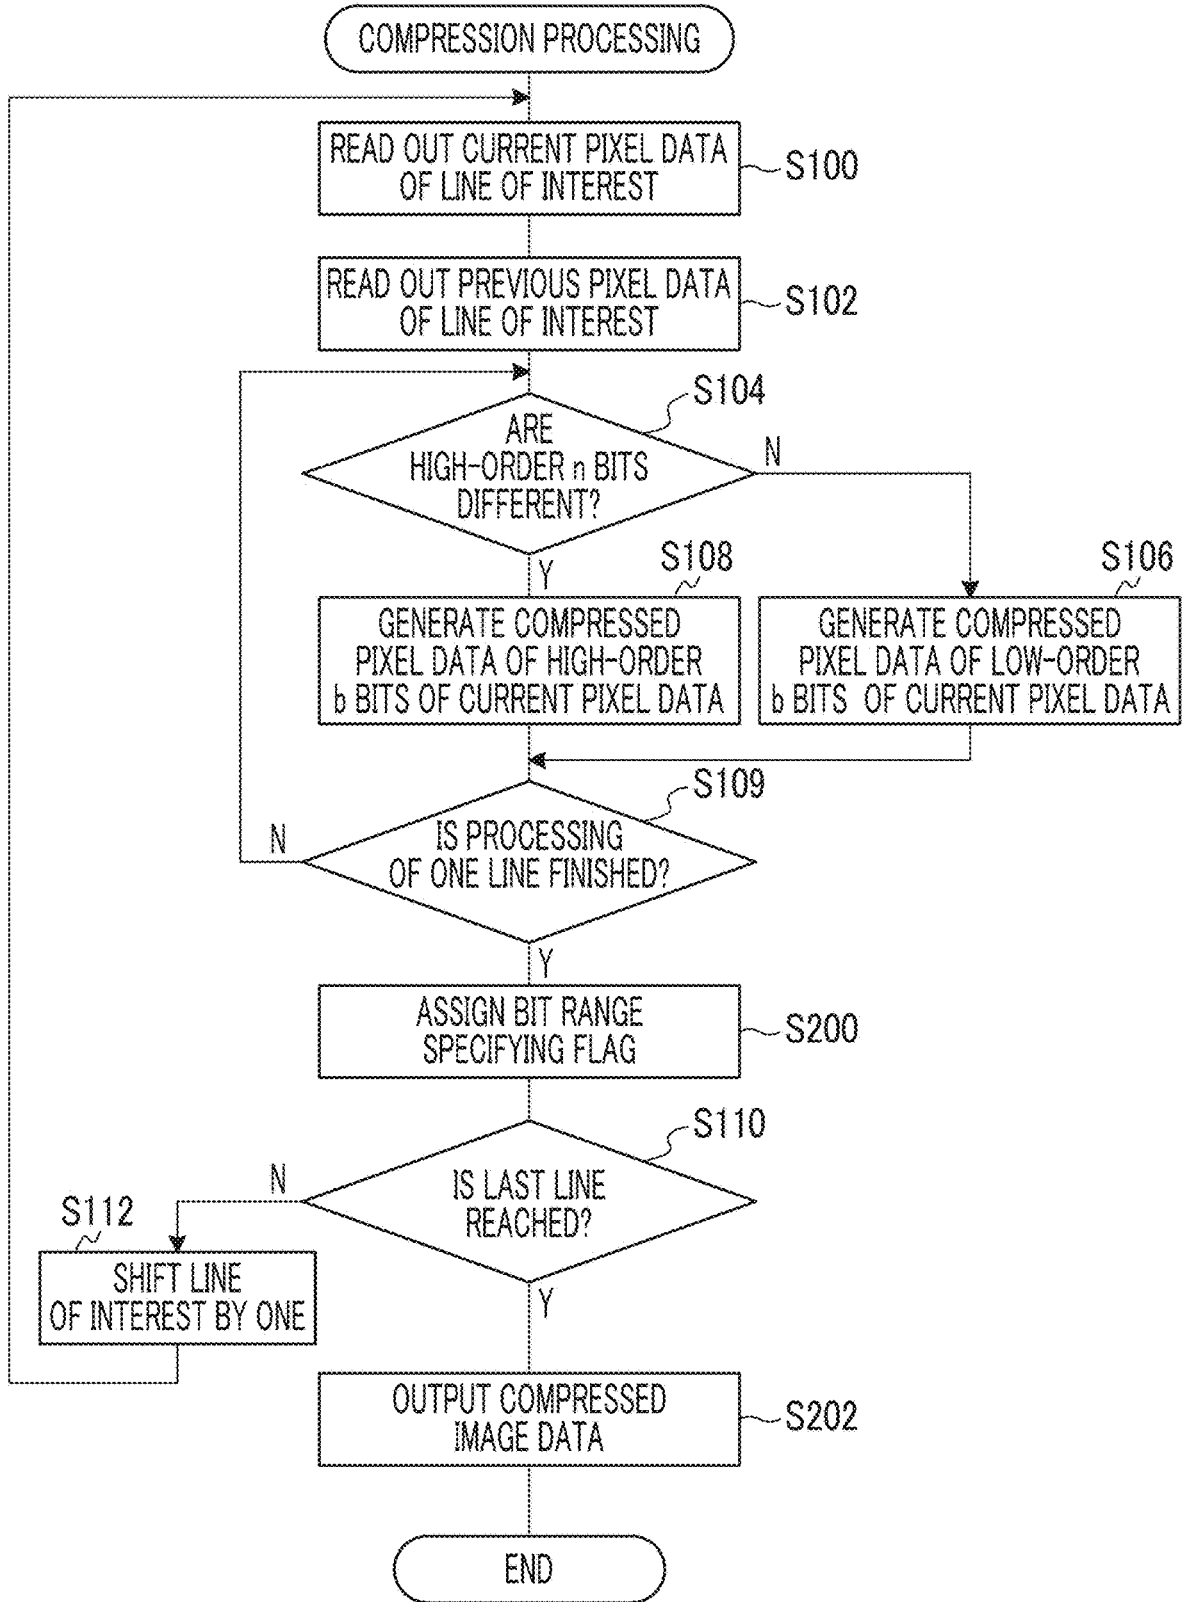 COMPRESSION PROCESSING
READ OUT CURRENT PIXEL DATA
OF LINE OF INTEREST
S100
READ OUT PREVIOUS PIXEL DATA
OF LINE OF INTEREST
S102
S104
ARE
HIGH-ORDER n BITS
DIFFERENT?
N
Y
S108
S106
GENERATE COMPRESSED
PIXEL DATA OF HIGH-ORDER
b BITS OF CURRENT PIXEL DATA
GENERATE COMPRESSED
PIXEL DATA OF LOW-ORDER
b BITS OF CURRENT PIXEL DATA
S109
N
IS PROCESSING
OF ONE LINE FINISHED?
Y
ASSIGN BIT RANGE
SPECIFYING FLAG
S200
S110
N
IS LAST LINE
REACHED?
Y
S112
SHIFT LINE
OF INTEREST BY ONE
OUTPUT COMPRESSED
IMAGE DATA
S202
END